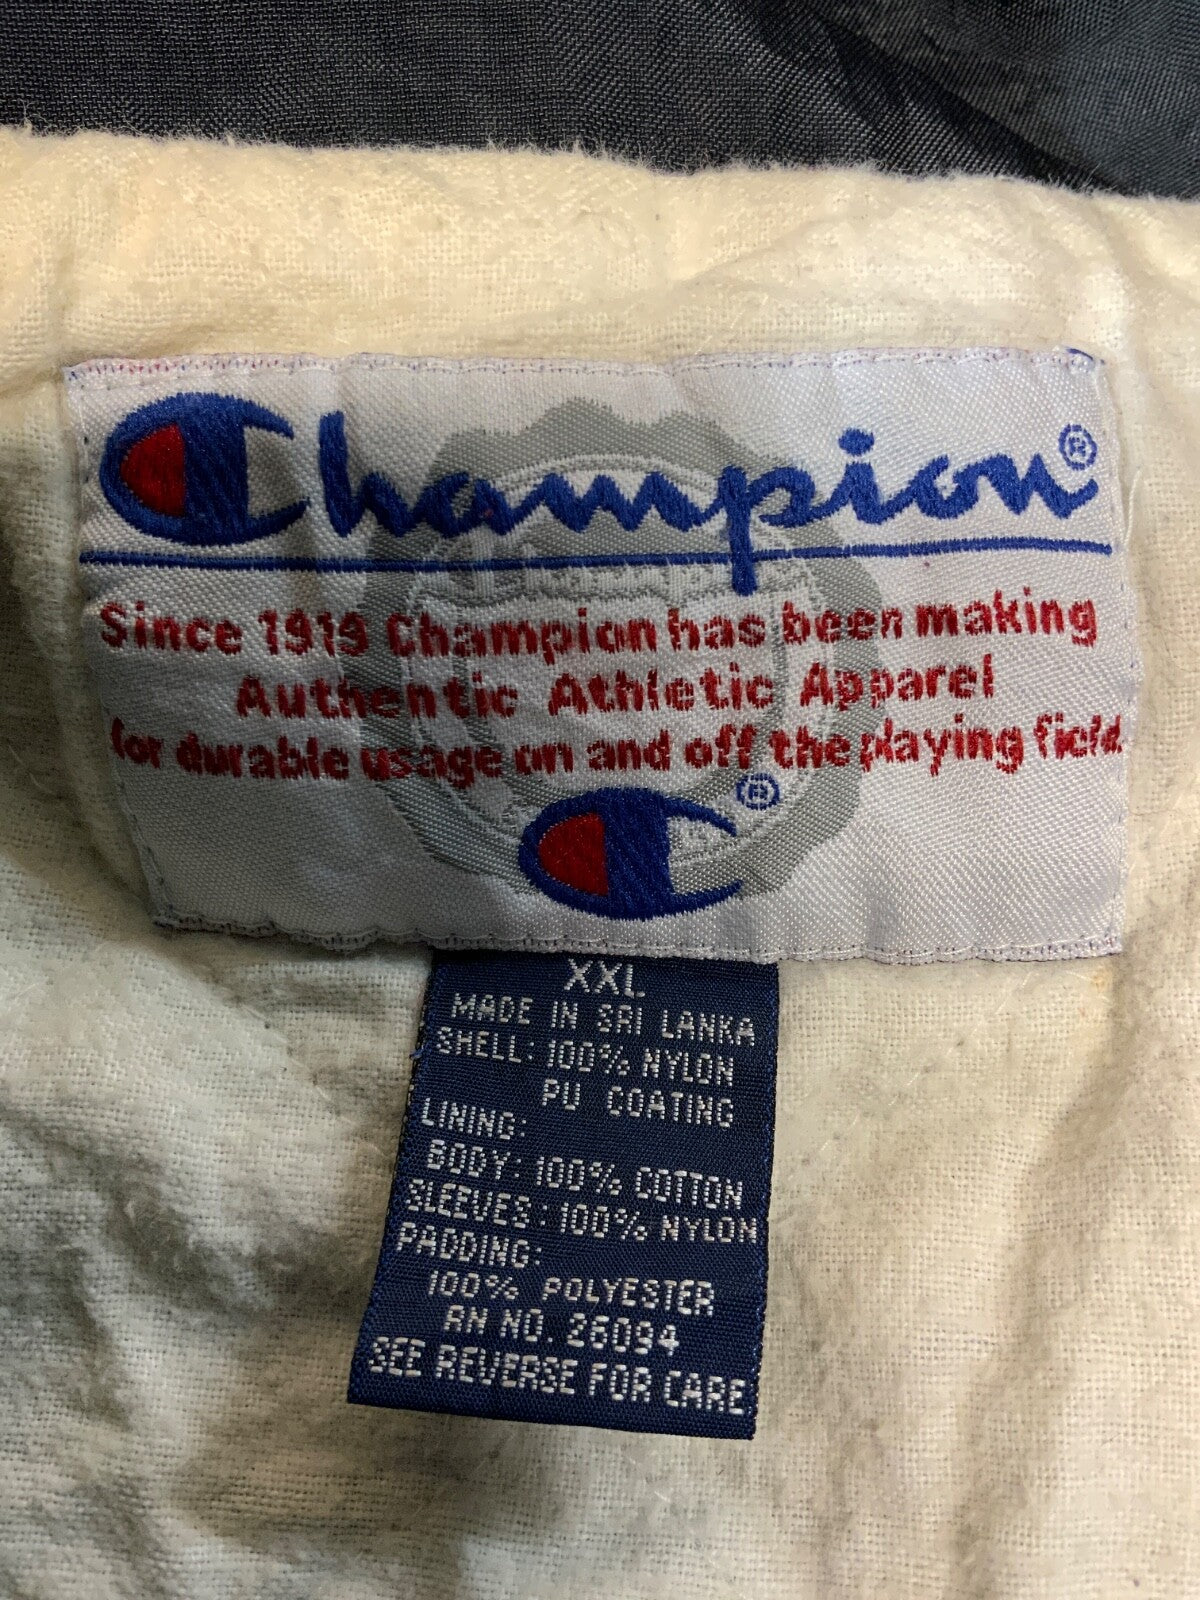 Champion®
Since 1919 Champion has been making
Authentic Athletic Apparel
for durable usage on and off the playing field.
®
XXL
MADE IN SRI LANKA
SHELL: 100% NYLON
PU COATING
LINING:
BODY: 100% COTTON
SLEEVES: 100% NYLON
PADDING:
100% POLYESTER
RN NO. 26094
SEE REVERSE FOR CARE